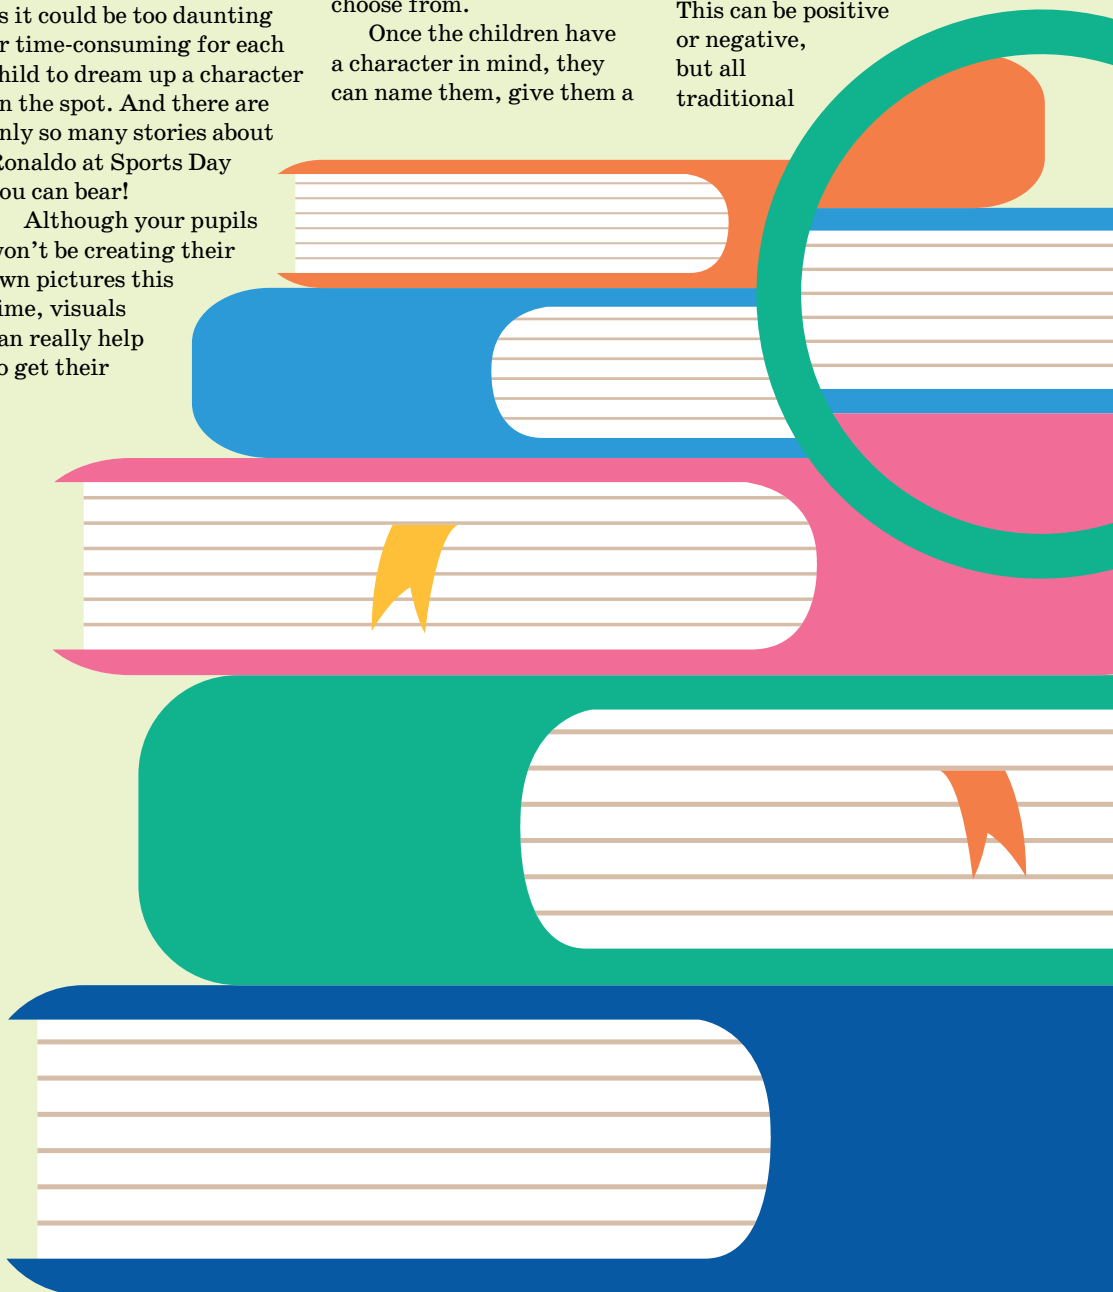 s it could be too daunting
r time-consuming for each
hild to dream up a character
n the spot. And there are
nly so many stories about
Ronaldo at Sports Day
ou can bear!
Although your pupils
won't be creating their
wn pictures this
ime, visuals
an really help
o get their
choose from.
Once the children have
a character in mind, they
can name them, give them a
This can be positive
or negative,
but all
traditional